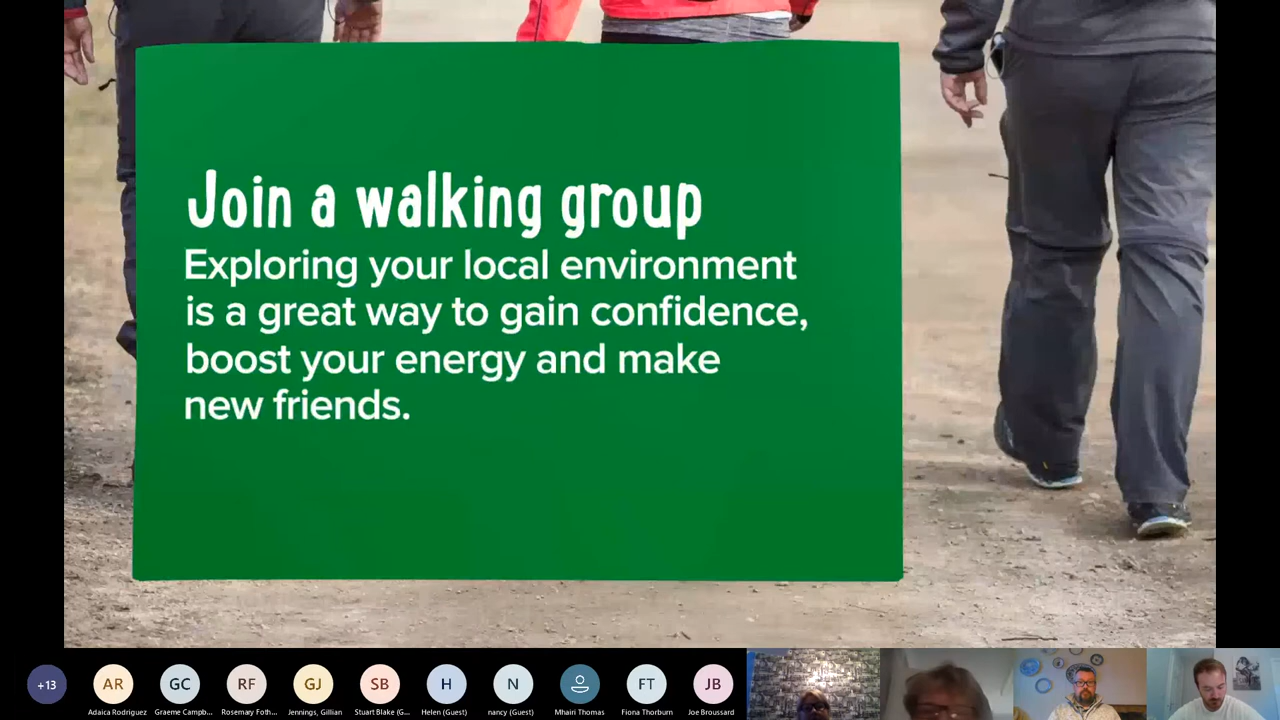 Join a walking group
Exploring your local environment
is a great way to gain confidence,
boost your energy and make
new friends.
+13
AR
GC
RF
GJ
SB
H
N
FT
JB
Adaica Rodriguez
Graeme Campb...
Rosemary Foth...
Jennings, Gillian
Stuart Blake (G...
Helen (Guest)
nancy (Guest)
Mhairi Thomas
Fiona Thorburn
Joe Broussard